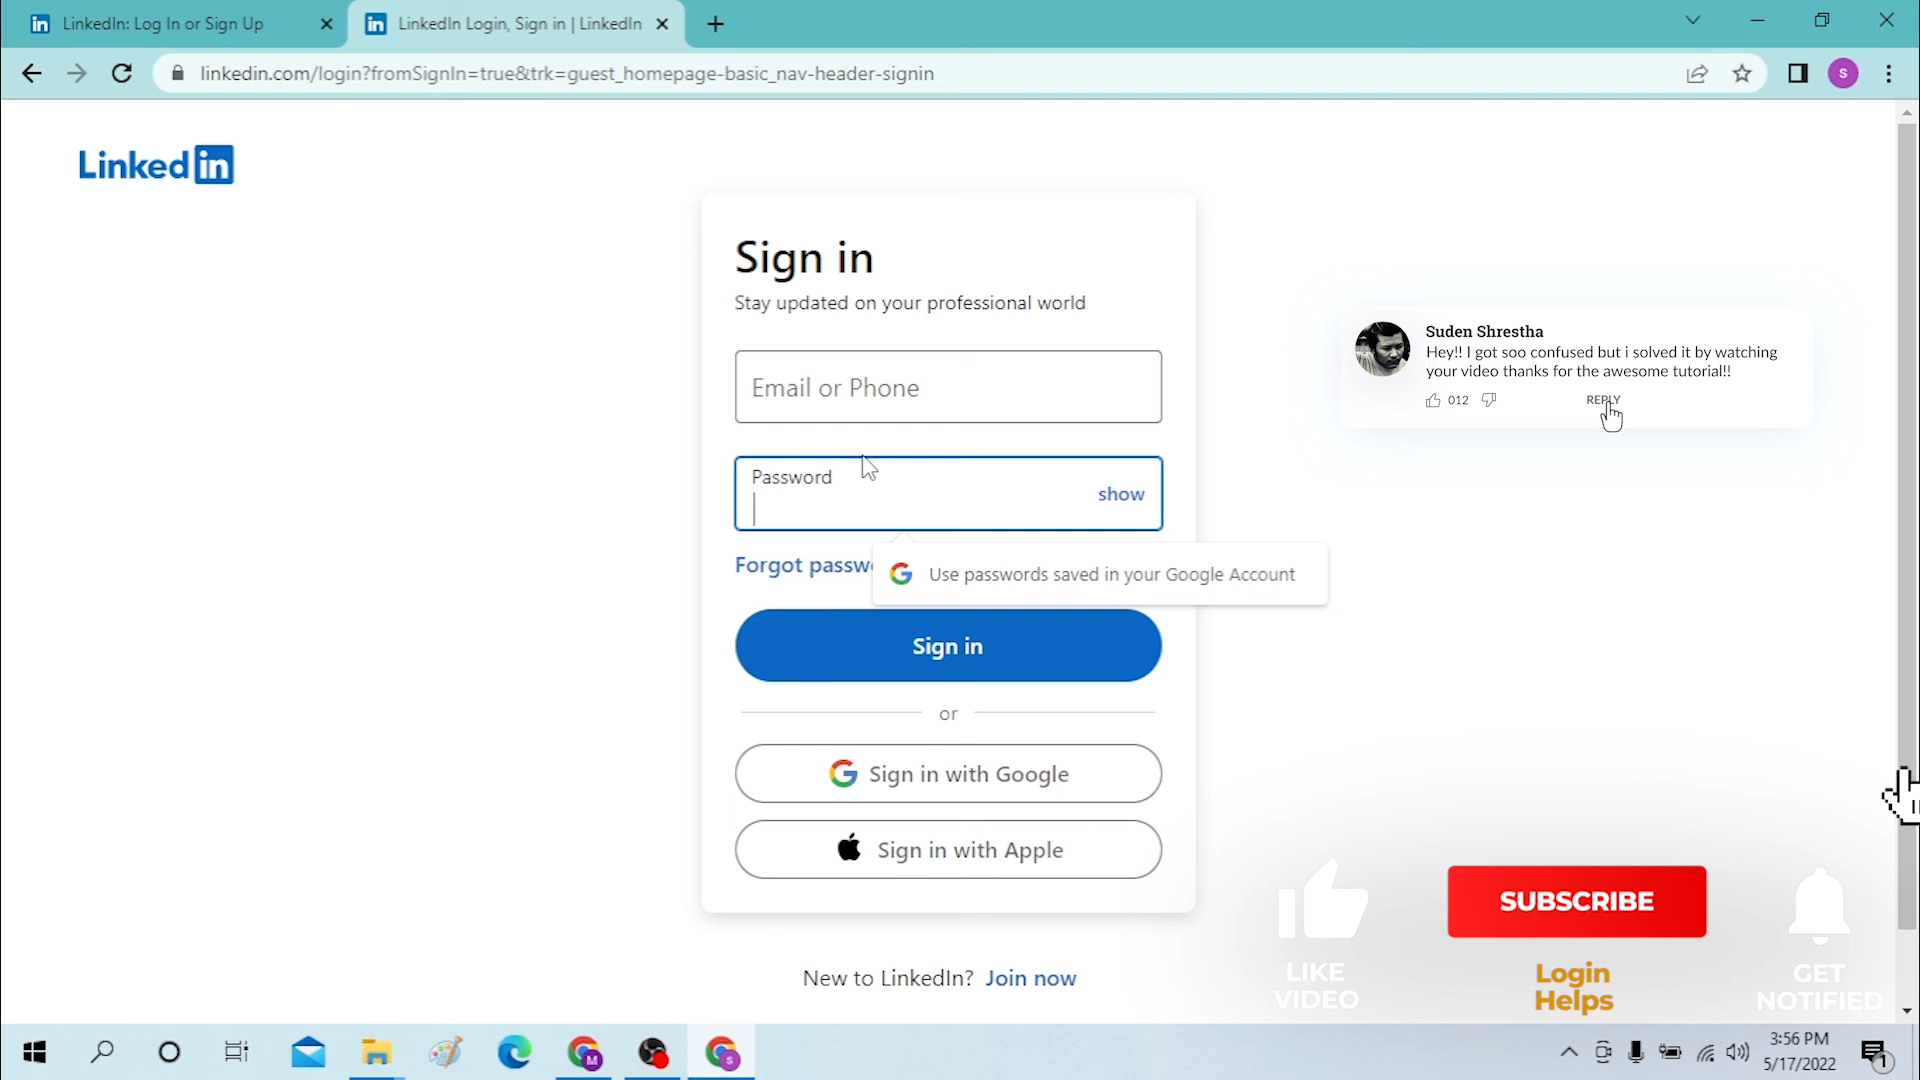 LinkedIn: Log In or Sign Up
LinkedIn Login, Sign in | LinkedIn
linkedin.com/login?fromSignIn=true&trk=guest_homepage-basic_nav-header-signin
S
Linked in
Sign in
Stay updated on your professional world
Email or Phone
Password
show
Forgot passw
Use passwords saved in your Google Account
Sign in
or
Sign in with Google
Sign in with Apple
New to LinkedIn? Join now
Suden Shrestha
Hey!! I got soo confused but i solved it by watching
your video thanks for the awesome tutorial!!
012
REPLY
LIKE
VIDEO
SUBSCRIBE
Login
Helps
GET
NOTIFIED
M
S
3:56 PM
5/17/2022
1